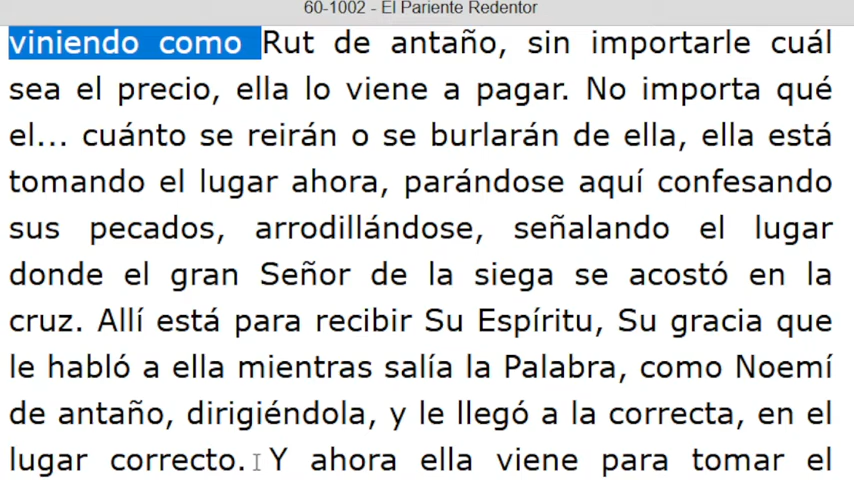 60-1002 - El Pariente Redentor
viniendo como Rut de antaño, sin importarle cuál
sea el precio, ella lo viene a pagar. No importa qué
el... cuánto se reirán o se burlarán de ella, ella está
tomando el lugar ahora, parándose aquí confesando
sus pecados, arrodillándose, señalando el lugar
donde el gran Señor de la siega se acostó en la
cruz. Allí está para recibir Su Espíritu, Su gracia que
le habló a ella mientras salía la Palabra, como Noemí
de antaño, dirigiéndola, y le llegó a la correcta, en el
lugar correcto. Y ahora ella viene para tomar el